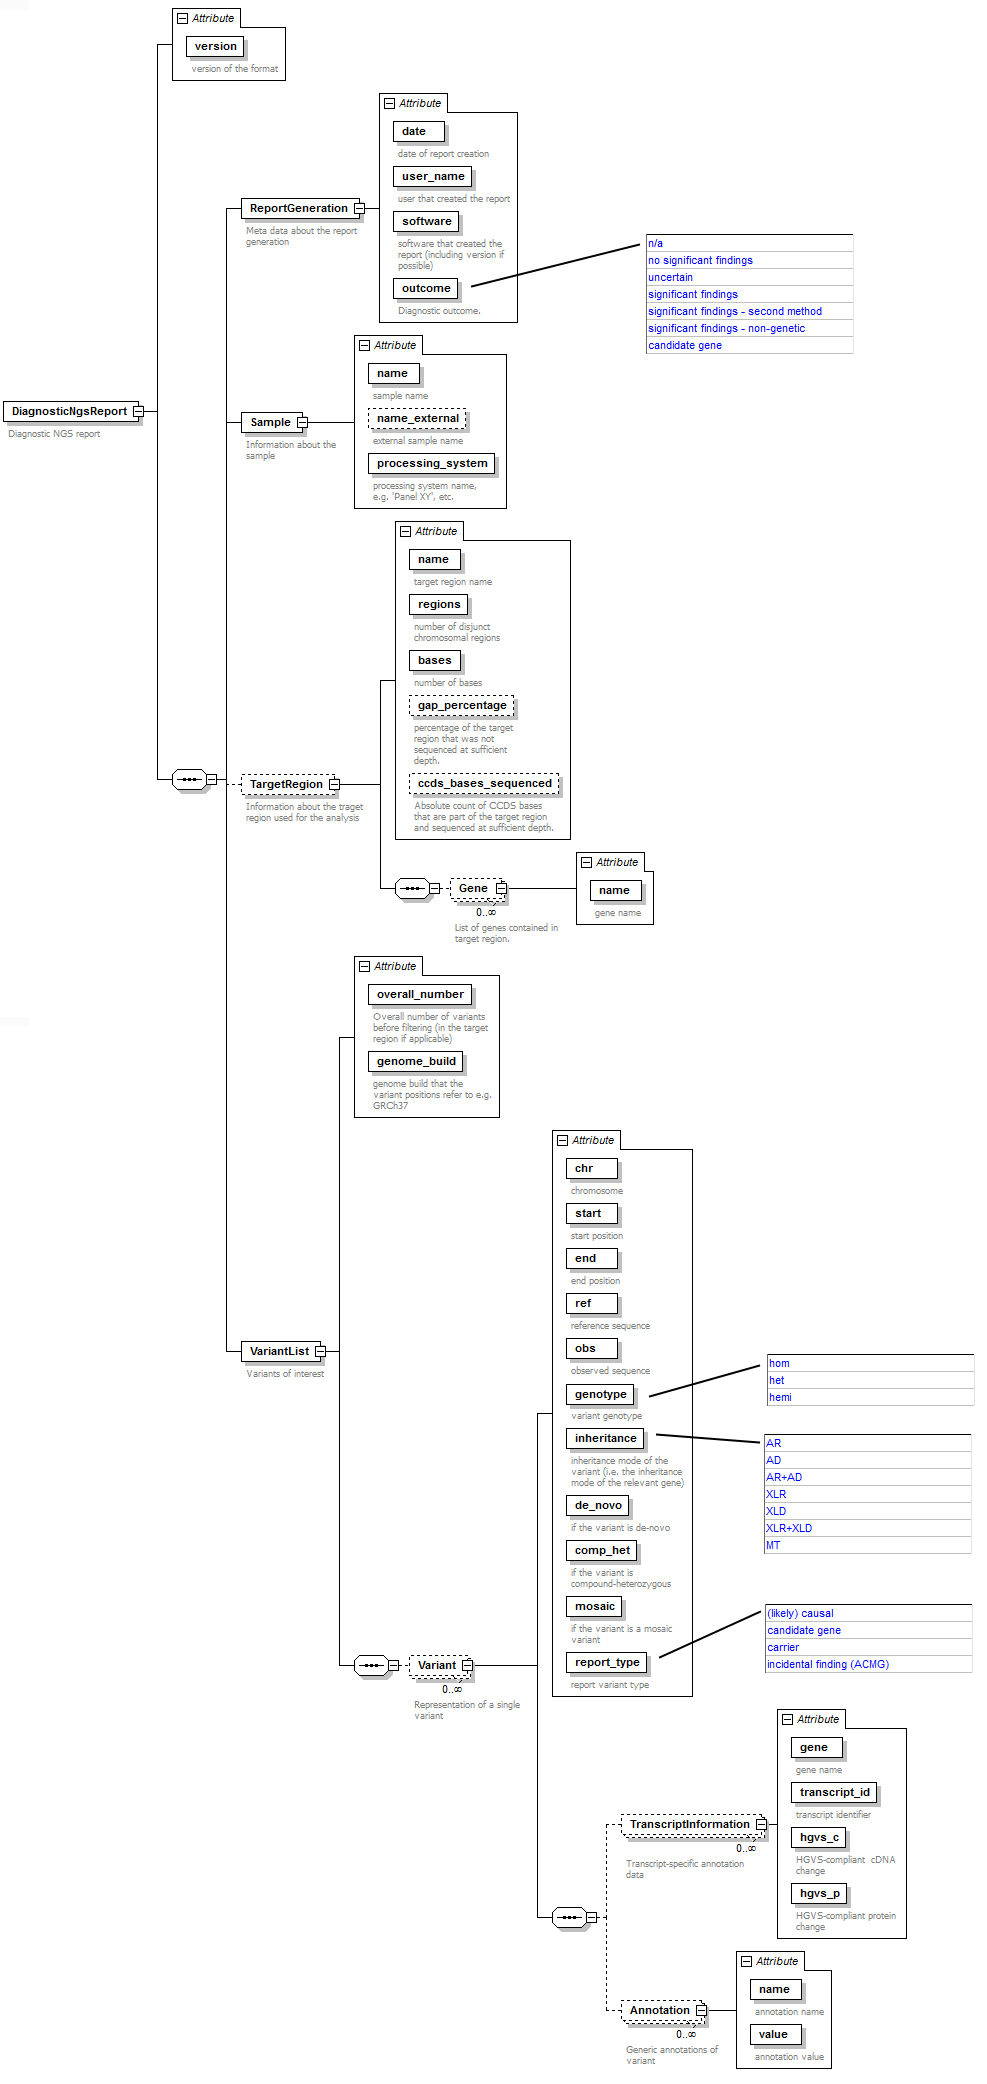 Attribute
version
version of the format
Attribute
date
date of report creation
user_name
user that created the report
software
software that created the
report (including version if
possible)
outcome
Diagnostic outcome.
n/a
no significant findings
uncertain
significant findings
significant findings - second method
significant findings - non-genetic
candidate gene
ReportGeneration
Meta data about the report
generation
Attribute
name
sample name
name_external
external sample name
processing_system
processing system name,
e.g. 'Panel XY', etc.
DiagnosticNgsReport
Diagnostic NGS report
Sample
Information about the
sample
Attribute
name
target region name
regions
number of disjunct
chromosomal regions
bases
number of bases
gap_percentage
percentage of the target
region that was not
sequenced at sufficient
depth.
ccds_bases_sequenced
Absolute count of CCDS bases
that are part of the target region
and sequenced at sufficient depth.
TargetRegion
Information about the traget
region used for the analysis
Gene
0..∞
List of genes contained in
target region.
Attribute
name
gene name
Attribute
overall_number
Overall number of variants
before filtering (in the target
region if applicable)
genome_build
genome build that the
variant positions refer to e.g.
GRCh37
VariantList
Variants of interest
Attribute
chr
chromosome
start
start position
end
end position
ref
reference sequence
obs
observed sequence
genotype
variant genotype
inheritance
inheritance mode of the
variant (i.e. the inheritance
mode of the relevant gene)
de_novo
if the variant is de-novo
comp_het
if the variant is
compound-heterozygous
mosaic
if the variant is a mosaic
variant
report_type
report variant type
hom
het
hemi
AR
AD
AR+AD
XLR
XLD
XLR+XLD
MT
(likely) causal
candidate gene
carrier
incidental finding (ACMG)
Variant
0..∞
Representation of a single
variant
Attribute
gene
gene name
transcript_id
transcript identifier
hgvs_c
HGVS-compliant cDNA
change
hgvs_p
HGVS-compliant protein
change
TranscriptInformation
0..∞
Transcript-specific annotation
data
Attribute
name
annotation name
value
annotation value
Annotation
0..∞
Generic annotations of
variant